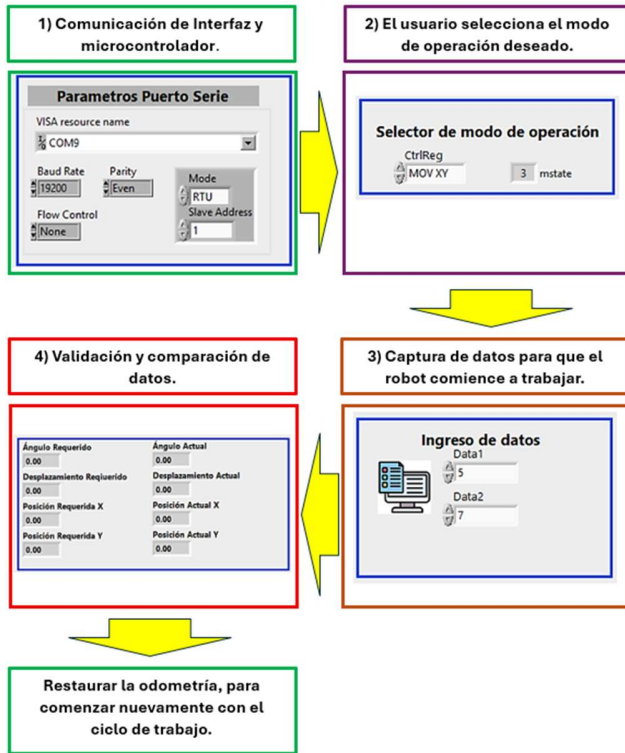 1) Comunicación de Interfaz y
microcontrolador.
Parametros Puerto Serie
VISA resource name
COM9
Baud Rate
Parity
19200
Even
Flow Control
None
Mode
RTU
Slave Address
1
2) El usuario selecciona el modo
de operación deseado.
Selector de modo de operación
CtrlReg
MOV XY
3 mstate
3) Captura de datos para que el
robot comience a trabajar.
Ingreso de datos
Data1
5
Data2
7
4) Validación y comparación de
datos.
Ángulo Requerido
Ángulo Actual
0.00
0.00
Desplazamiento Reqiuerido
Desplazamiento Actual
0.00
0.00
Posición Requerida X
Posición Actual X
0.00
0.00
Posición Requerida Y
Posición Actual Y
0.00
0.00
Restaurar la odometría, para
comenzar nuevamente con el
ciclo de trabajo.